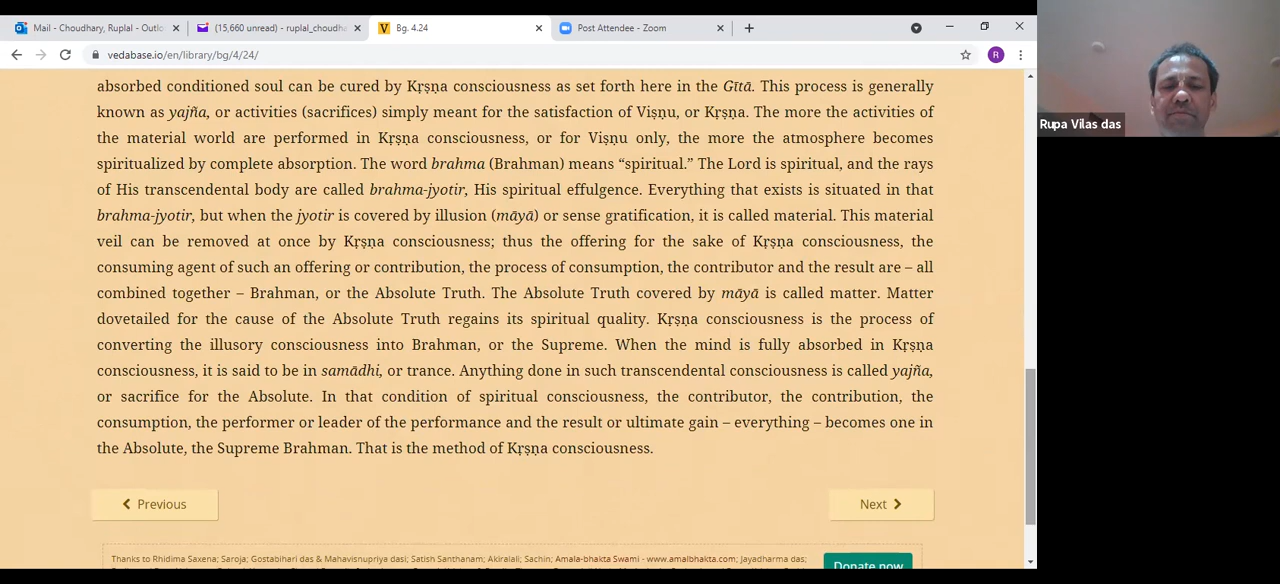 Mail - Choudhary, Ruplal - Outlo
(15,660 unread) - ruplal_choudha
Bg. 4.24
Post Attendee - Zoom
vedabase.io/en/library/bg/4/24/
R
absorbed conditioned soul can be cured by Kṛṣṇa consciousness as set forth here in the Gītā. This process is generally
known as yajña, or activities (sacrifices) simply meant for the satisfaction of Viṣṇu, or Kṛṣṇa. The more the activities of
the material world are performed in Kṛṣṇa consciousness, or for Viṣṇu only, the more the atmosphere becomes
spiritualized by complete absorption. The word brahma (Brahman) means “spiritual.” The Lord is spiritual, and the rays
of His transcendental body are called brahma-jyotir, His spiritual effulgence. Everything that exists is situated in that
brahma-jyotir, but when the jyotir is covered by illusion (māyā) or sense gratification, it is called material. This material
veil can be removed at once by Kṛṣṇa consciousness; thus the offering for the sake of Kṛṣṇa consciousness, the
consuming agent of such an offering or contribution, the process of consumption, the contributor and the result are – all
combined together – Brahman, or the Absolute Truth. The Absolute Truth covered by māyā is called matter. Matter
dovetailed for the cause of the Absolute Truth regains its spiritual quality. Kṛṣṇa consciousness is the process of
converting the illusory consciousness into Brahman, or the Supreme. When the mind is fully absorbed in Kṛṣṇa
consciousness, it is said to be in samādhi, or trance. Anything done in such transcendental consciousness is called yajña,
or sacrifice for the Absolute. In that condition of spiritual consciousness, the contributor, the contribution, the
consumption, the performer or leader of the performance and the result or ultimate gain – everything – becomes one in
the Absolute, the Supreme Brahman. That is the method of Kṛṣṇa consciousness.
Previous
Next
Thanks to Rhidima Saxena; Saroja; Gostabihari das & Mahavisnupriya dasi; Satish Santhanam; Akiralali; Sachin; Amala-bhakta Swami - www.amalbhakta.com; Jayadharma das;
Donate now
Rupa Vilas das